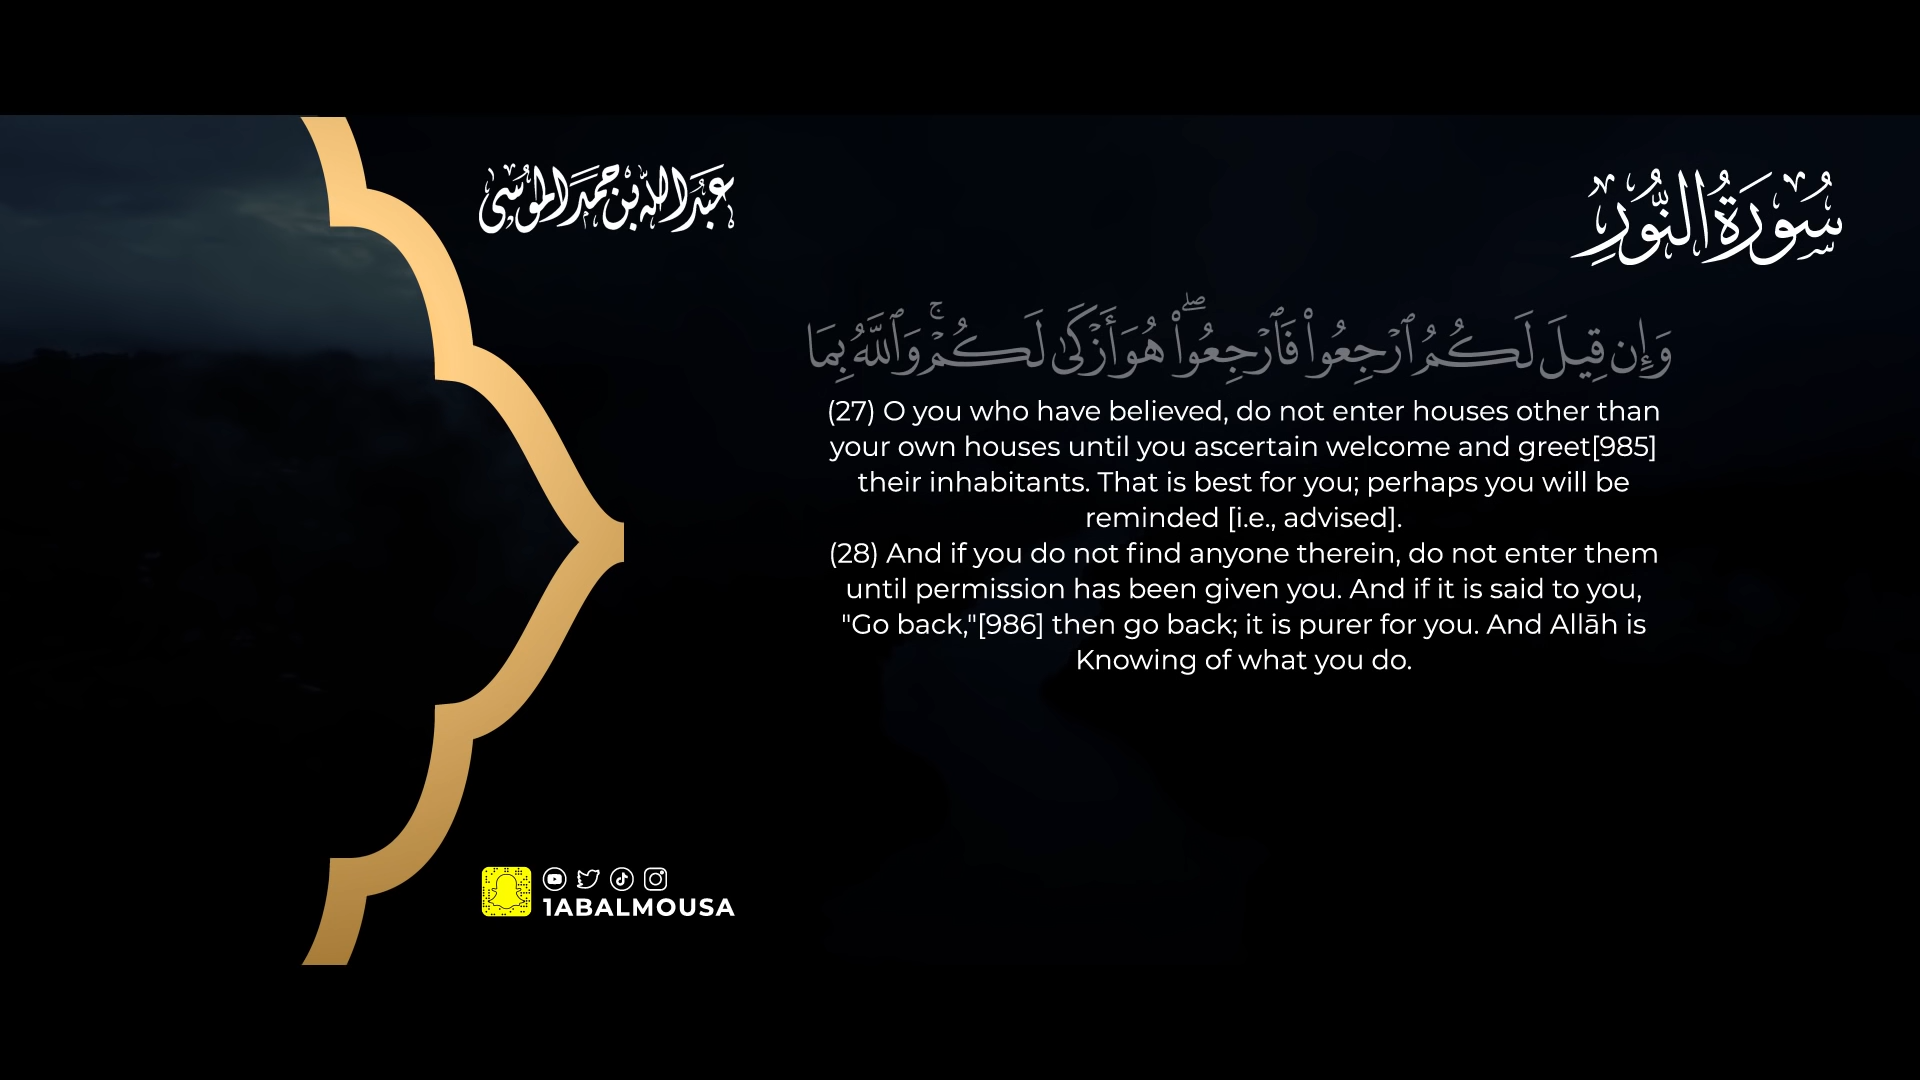 عَبْدُ اللَّهِ بْنِ حَمَد الْمُوسَى
سُورَةُ النُّورِ
وَإِن قِيلَ لَكُمُ ٱرْجِعُوا۟ فَٱرْجِعُوا۟ ۖ هُوَ أَزْكَىٰ لَكُمْ ۚ وَٱللَّهُ بِمَا
(27) O you who have believed, do not enter houses other than
your own houses until you ascertain welcome and greet[985]
their inhabitants. That is best for you; perhaps you will be
reminded [i.e., advised].
(28) And if you do not find anyone therein, do not enter them
until permission has been given you. And if it is said to you,
"Go back,"[986] then go back; it is purer for you. And Allāh is
Knowing of what you do.
1ABALMOUSA